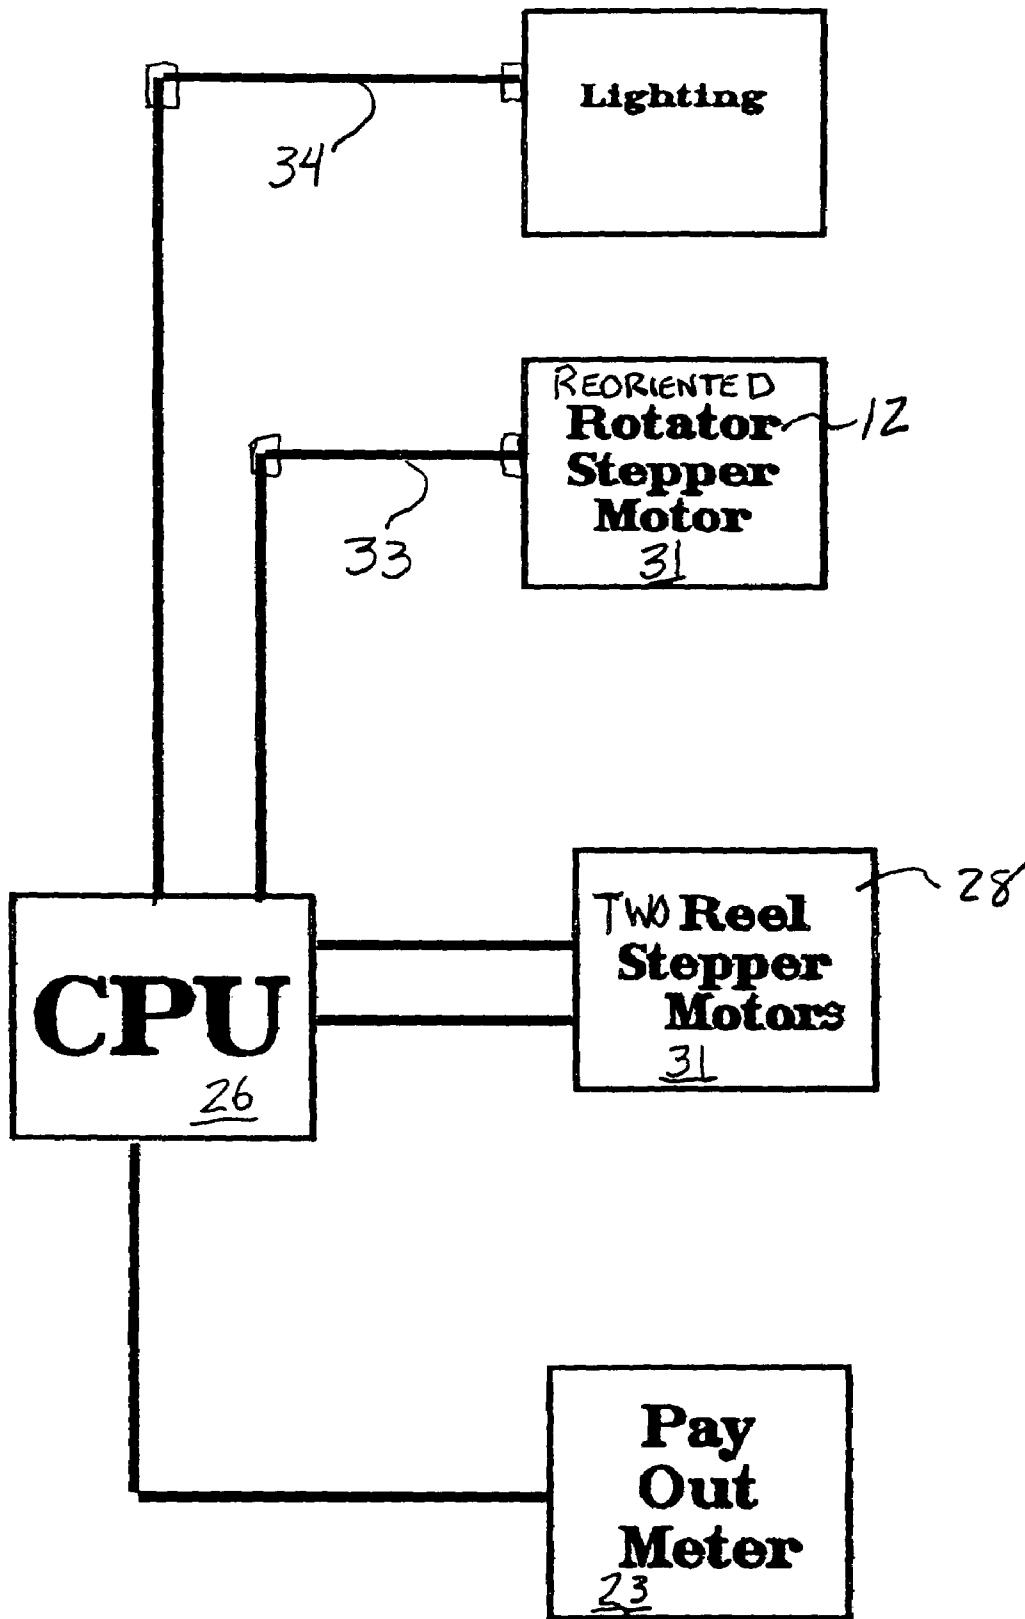 Lighting
34
REORIENTED
Rotator
Stepper
Motor
31
12
33
TWO Reel
Stepper
Motors
31
28
CPU
26
Pay
Out
Meter
23